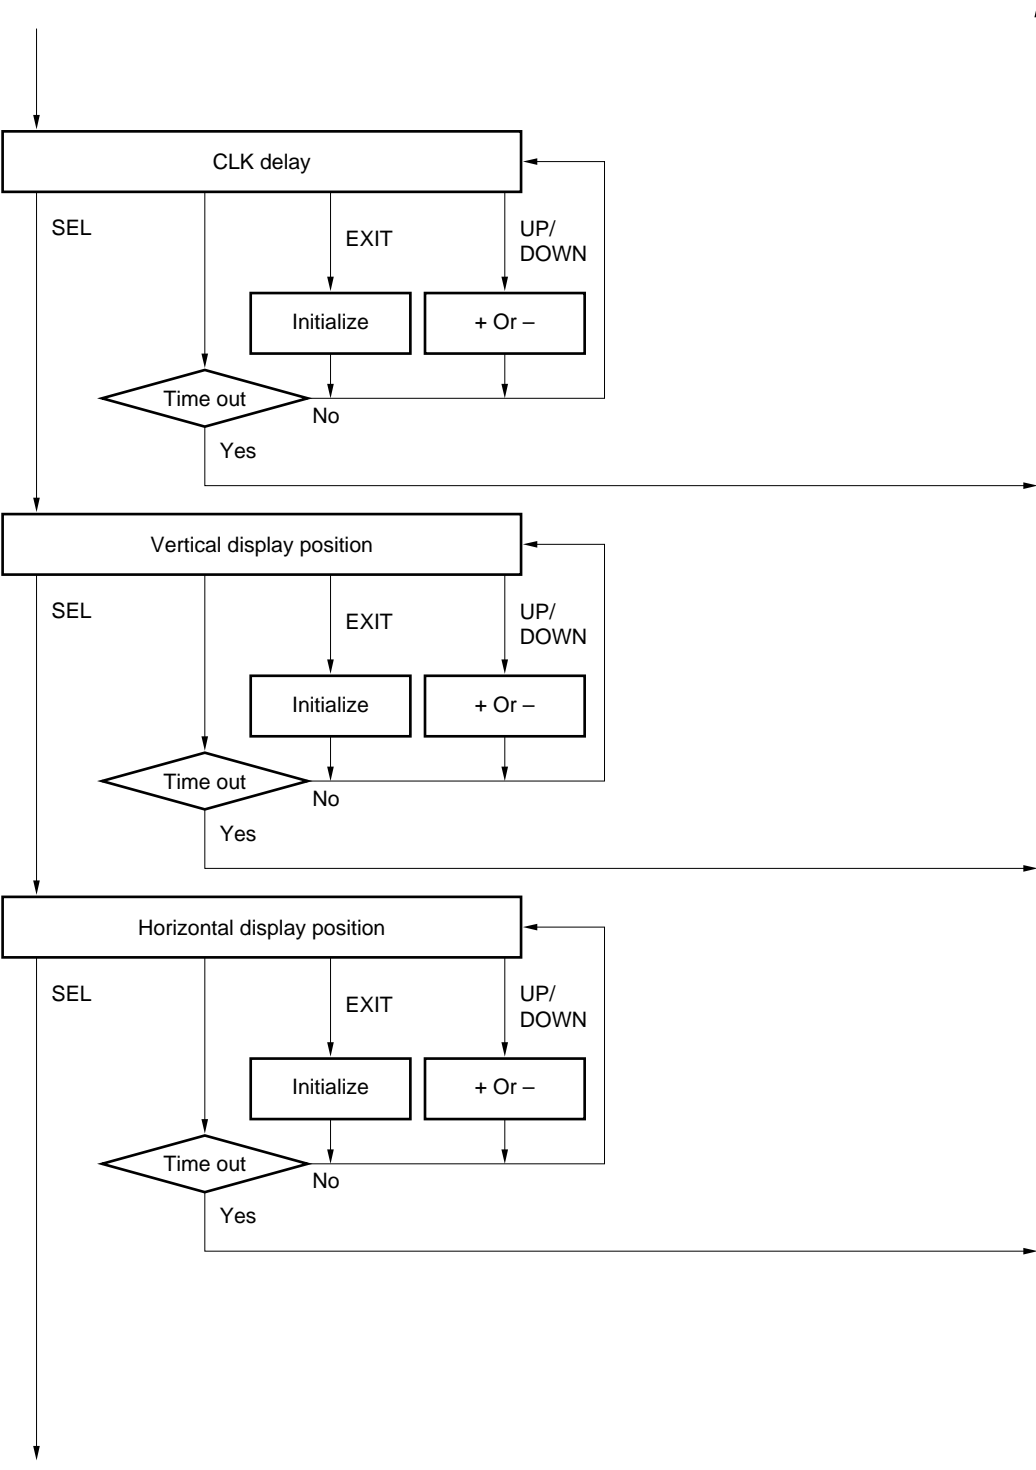 CLK delay
SEL
EXIT
UP/
DOWN
Initialize
+ Or –
Time out
No
Yes
Vertical display position
SEL
EXIT
UP/
DOWN
Initialize
+ Or –
Time out
No
Yes
Horizontal display position
SEL
EXIT
UP/
DOWN
Initialize
+ Or –
Time out
No
Yes